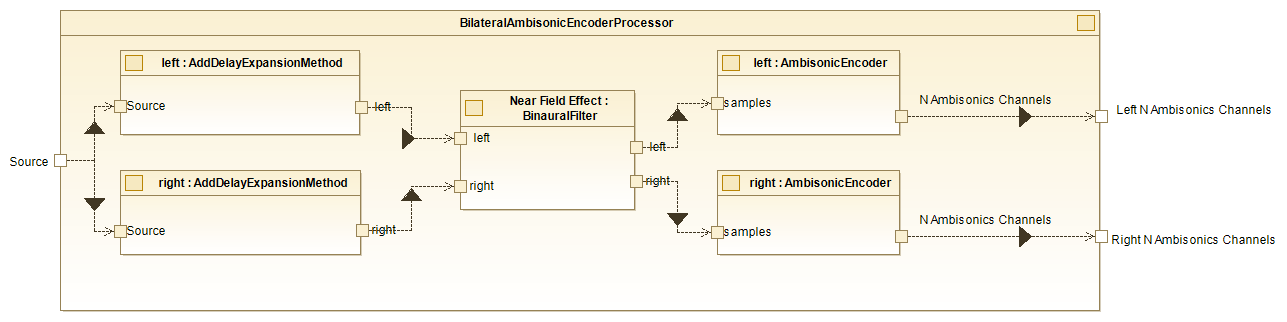 BilateralAmbisonicEncoderProcessor
left : AddDelayExpansionMethod
Source
left
right : AddDelayExpansionMethod
Source
right
Source
Near Field Effect :
BinauralFilter
left
right
left
right
left : AmbisonicEncoder
samples
N Ambisonics Channels
Left N Ambisonics Channels
right : AmbisonicEncoder
samples
N Ambisonics Channels
Right N Ambisonics Channels